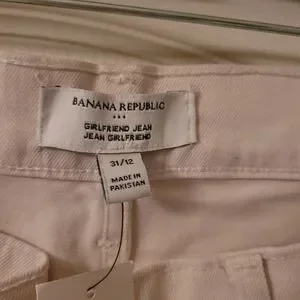 BANANA REPUBLIC
GIRLFRIEND JEAN
JEAN GIRLFRIEND
31/12
MADE IN
PAKISTAN